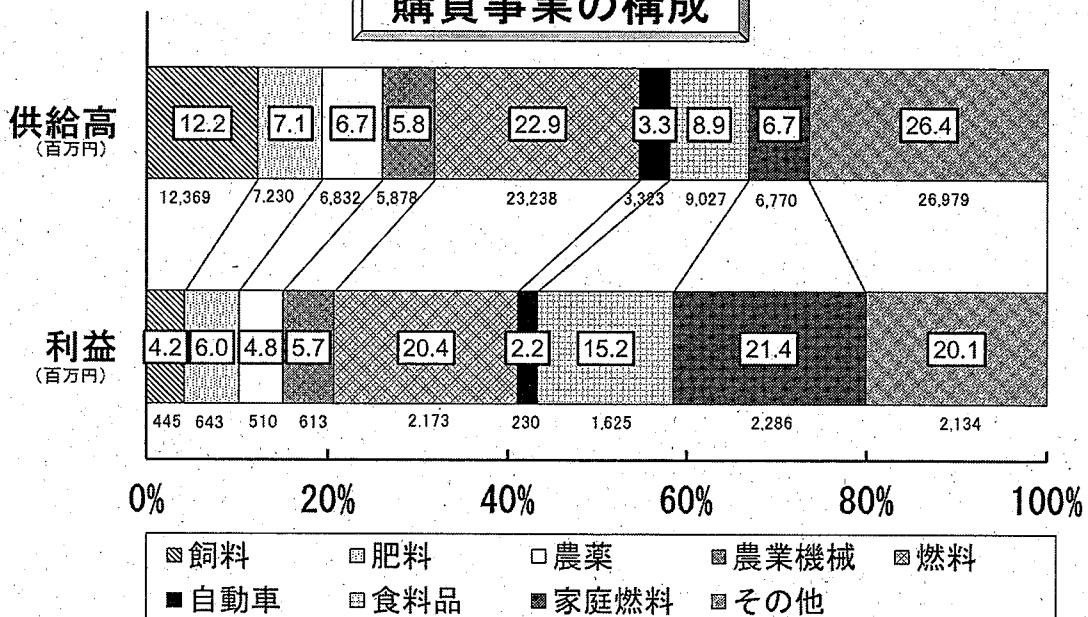 購買事業の構成
供給高
(百万円)
12.2 7.1 6.7 5.8 22.9 3.3 8.9 6.7 26.4
12,369 7,230 6,832 5,878 23,238 3,323 9,027 6,770 26,979
利益
(百万円)
4.2 6.0 4.8 5.7 20.4 2.2 15.2 21.4 20.1
445 643 510 613 2,173 230 1,625 2,286 2,134
0% 20% 40% 60% 80% 100%
飼料 肥料 農薬 農業機械 燃料
自動車 食料品 家庭燃料 その他